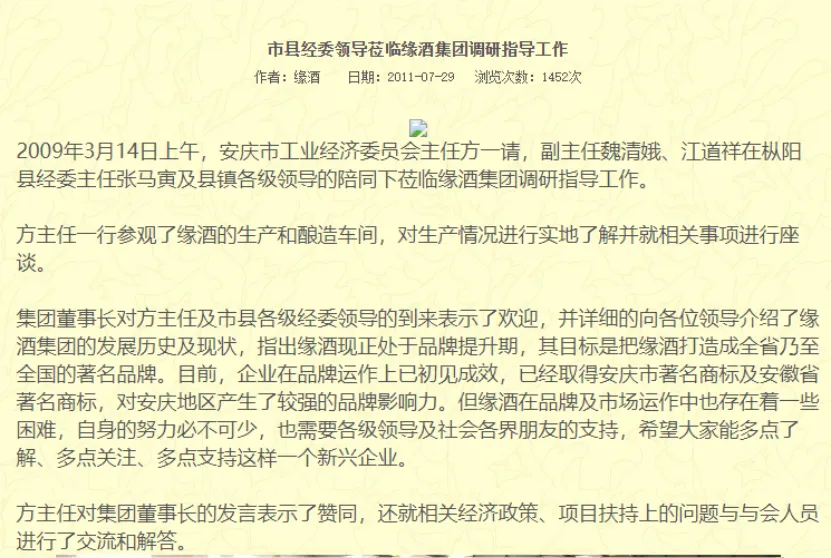 市县经委领导莅临缘酒集团调研指导工作
作者：缘酒 日期：2011-07-29 浏览次数：1452次
2009年3月14日上午，安庆市工业经济委员会主任方一请，副主任魏清娥、江道祥在枞阳
县经委主任张马寅及县镇各级领导的陪同下莅临缘酒集团调研指导工作。
方主任一行参观了缘酒的生产和酿造车间，对生产情况进行实地了解并就相关事项进行座
谈。
集团董事长对方主任及市县各级经委领导的到来表示了欢迎，并详细的向各位领导介绍了缘
酒集团的发展历史及现状，指出缘酒现正处于品牌提升期，其目标是把缘酒打造成全省乃至
全国的著名品牌。目前，企业在品牌运作上已初见成效，已经取得安庆市著名商标及安徽省
著名商标，对安庆地区产生了较强的品牌影响力。但缘酒在品牌及市场运作中也存在着一些
困难，自身的努力必不可少，也需要各级领导及社会各界朋友的支持，希望大家能多点了
解、多点关注、多点支持这样一个新兴企业。
方主任对集团董事长的发言表示了赞同，还就相关经济政策、项目扶持上的问题与与会人员
进行了交流和解答。